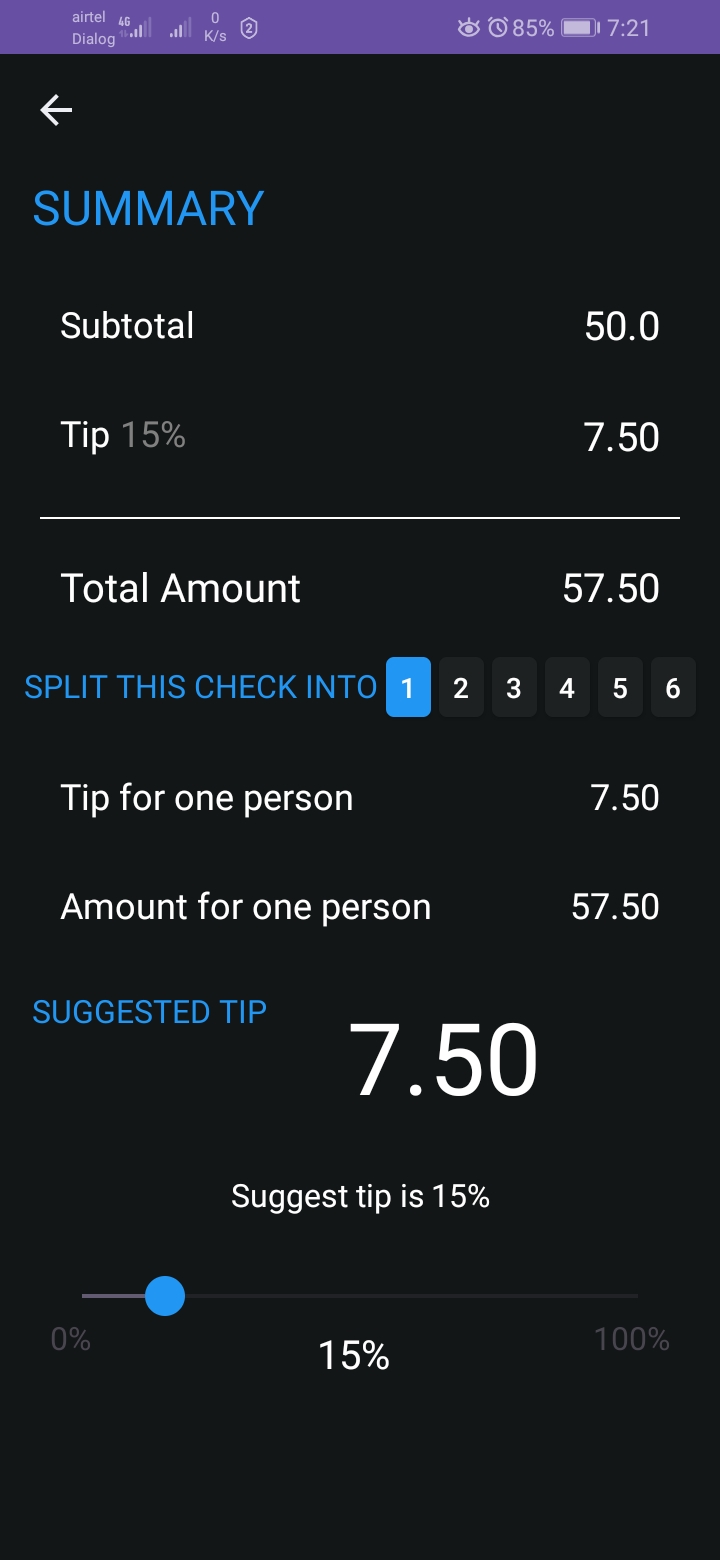 airtel 4G 0 K/s 2 85% 7:21
Dialog
SUMMARY
Subtotal 50.0
Tip 15% 7.50
Total Amount 57.50
SPLIT THIS CHECK INTO 1 2 3 4 5 6
Tip for one person 7.50
Amount for one person 57.50
SUGGESTED TIP
7.50
Suggest tip is 15%
0% 15% 100%